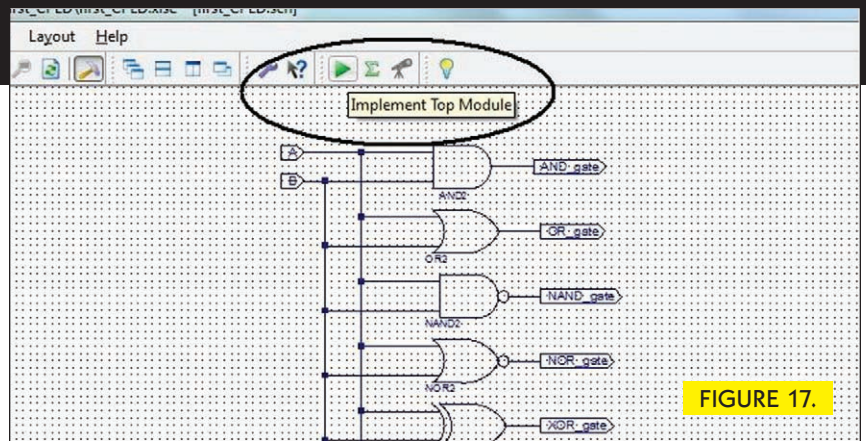 Layout Help
Implement Top Module
A
B
AND_gate
AND2
OR_gate
OR2
NAND_gate
NAND2
NOR_gate
NOR2
XOR_gate
FIGURE 17.